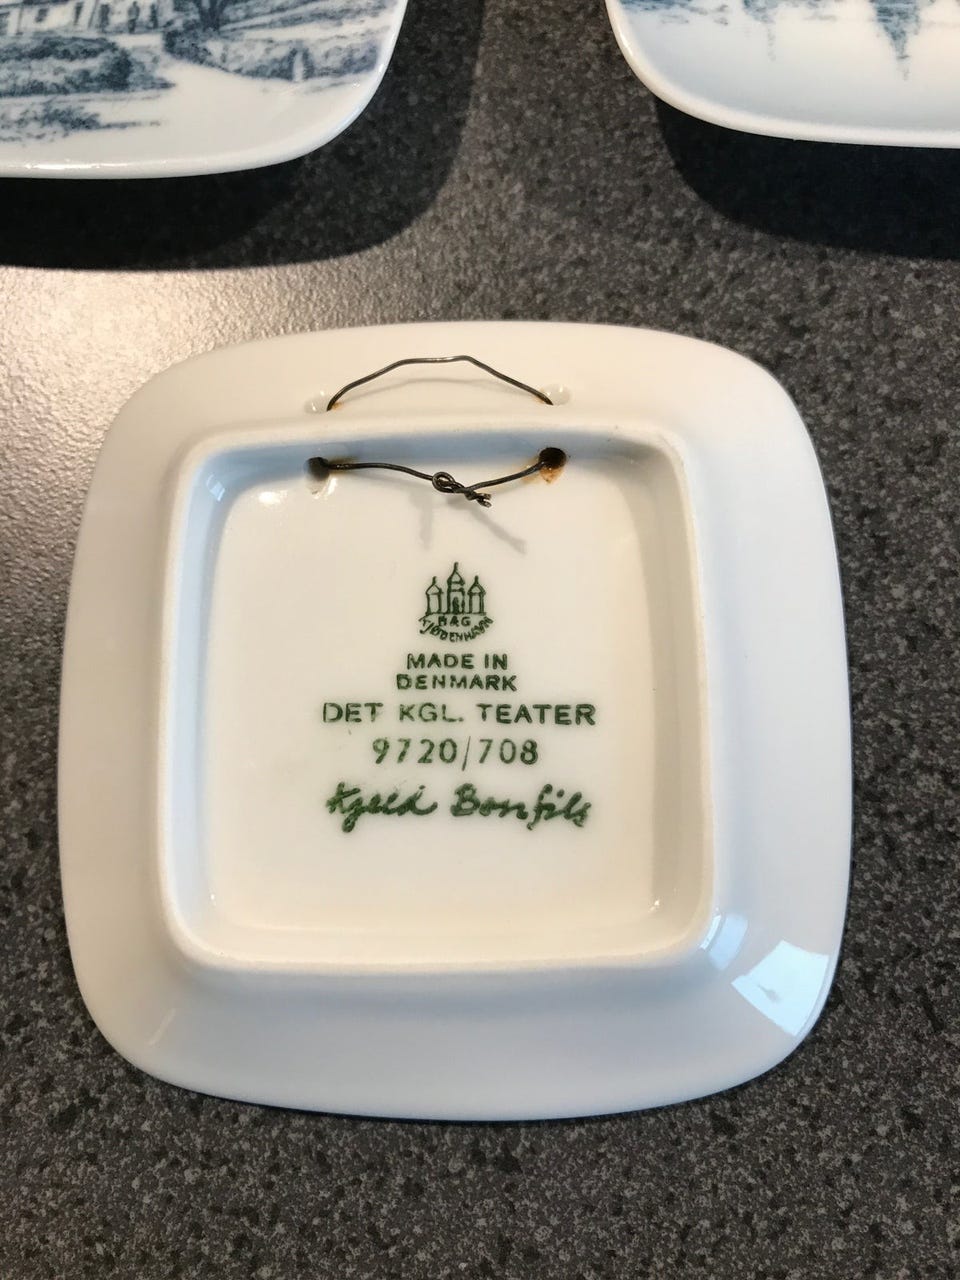 B&G
KJØBENHAVN
MADE IN
DENMARK
DET KGL. TEATER
9720/708
Kjeld Bonfils